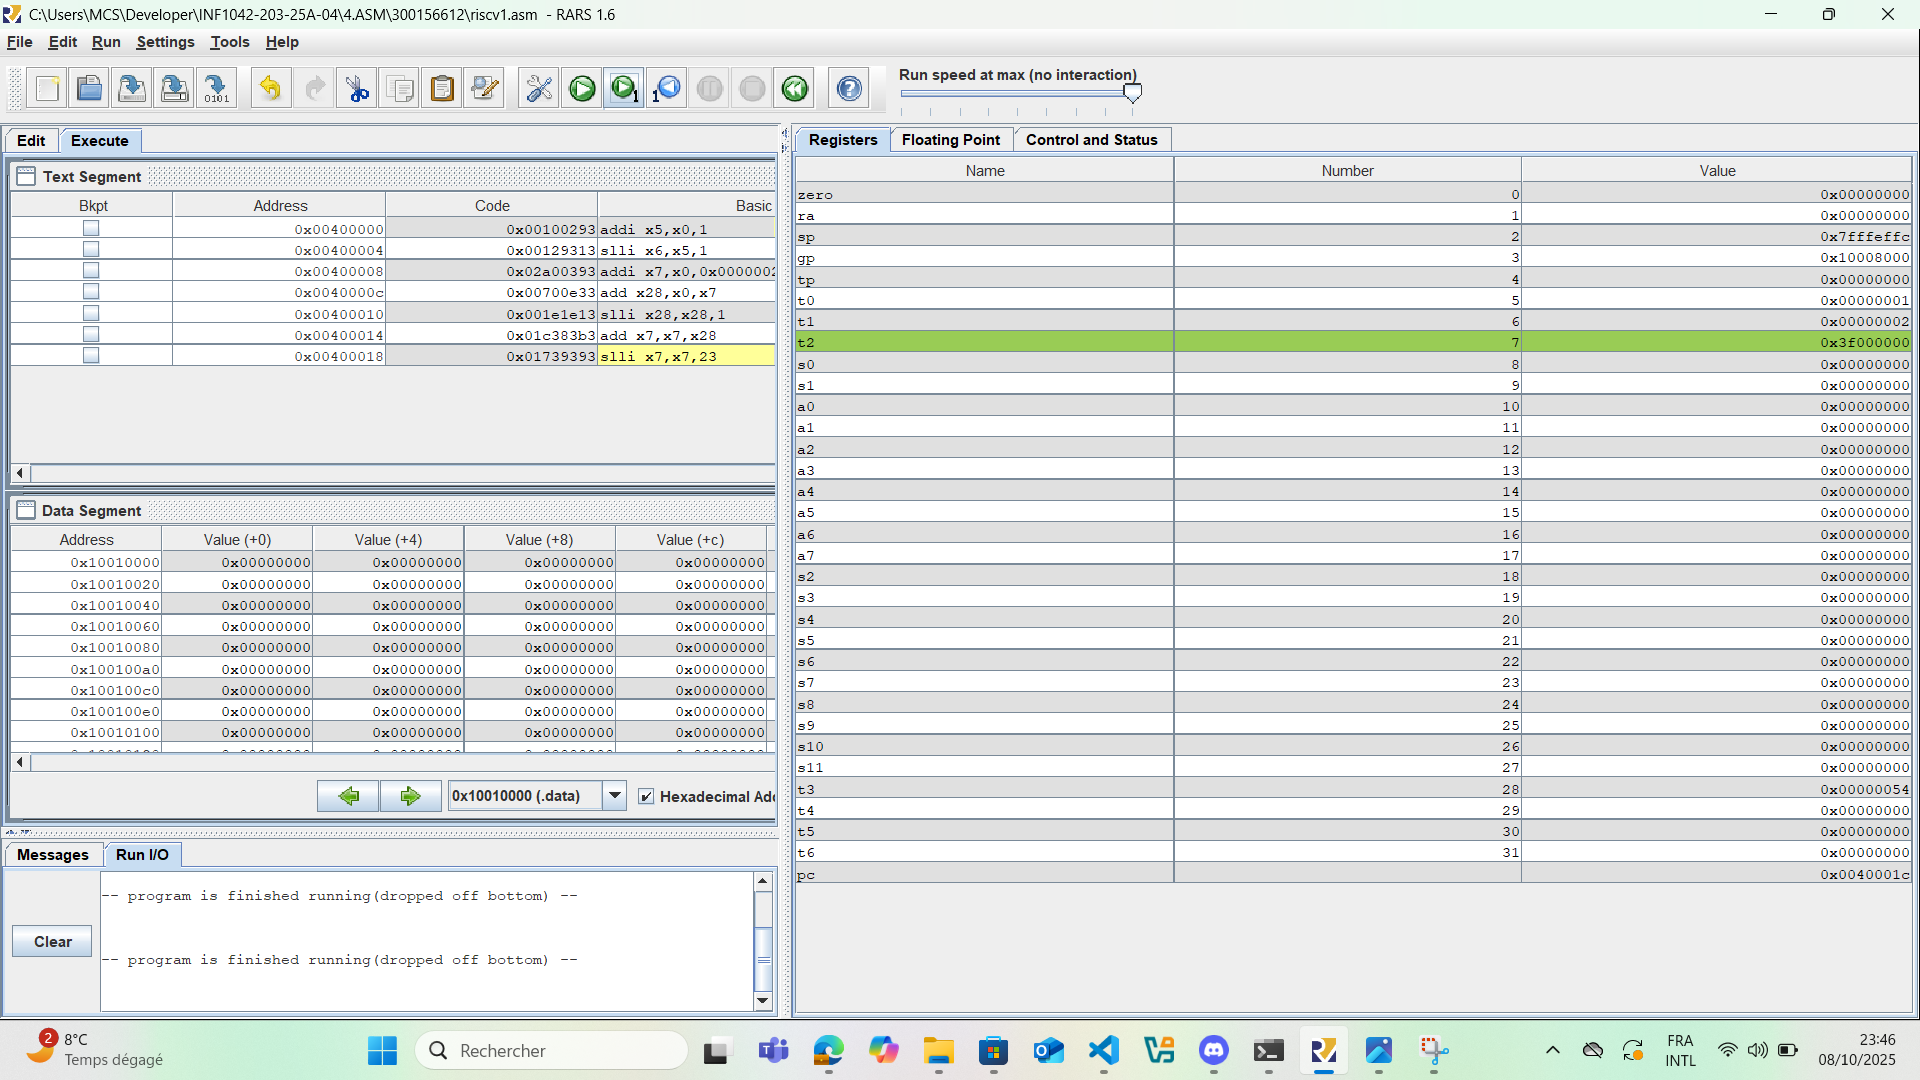 C:\Users\MCS\Developer\INF1042-203-25A-04\4.ASM\300156612\riscv1.asm - RARS 1.6
File Edit Run Settings Tools Help
Run speed at max (no interaction)
Edit Execute
Text Segment
Bkpt Address Code Basic
0x00400000 0x00100293 addi x5,x0,1
0x00400004 0x00129313 slli x6,x5,1
0x00400008 0x02a00393 addi x7,x0,0x0000002
0x0040000c 0x00700e33 add x28,x0,x7
0x00400010 0x001e1e13 slli x28,x28,1
0x00400014 0x01c383b3 add x7,x7,x28
0x00400018 0x01739393 slli x7,x7,23
Data Segment
Address Value (+0) Value (+4) Value (+8) Value (+c)
0x10010000 0x00000000 0x00000000 0x00000000 0x00000000
0x10010020 0x00000000 0x00000000 0x00000000 0x00000000
0x10010040 0x00000000 0x00000000 0x00000000 0x00000000
0x10010060 0x00000000 0x00000000 0x00000000 0x00000000
0x10010080 0x00000000 0x00000000 0x00000000 0x00000000
0x100100a0 0x00000000 0x00000000 0x00000000 0x00000000
0x100100c0 0x00000000 0x00000000 0x00000000 0x00000000
0x100100e0 0x00000000 0x00000000 0x00000000 0x00000000
0x10010100 0x00000000 0x00000000 0x00000000 0x00000000
0x10010000 (.data) Hexadecimal Ad
Messages Run I/O
-- program is finished running(dropped off bottom) --
Clear
-- program is finished running(dropped off bottom) --
Registers Floating Point Control and Status
Name Number Value
zero 0 0x00000000
ra 1 0x00000000
sp 2 0x7fffeffc
gp 3 0x10008000
tp 4 0x00000000
t0 5 0x00000001
t1 6 0x00000002
t2 7 0x3f000000
s0 8 0x00000000
s1 9 0x00000000
a0 10 0x00000000
a1 11 0x00000000
a2 12 0x00000000
a3 13 0x00000000
a4 14 0x00000000
a5 15 0x00000000
a6 16 0x00000000
a7 17 0x00000000
s2 18 0x00000000
s3 19 0x00000000
s4 20 0x00000000
s5 21 0x00000000
s6 22 0x00000000
s7 23 0x00000000
s8 24 0x00000000
s9 25 0x00000000
s10 26 0x00000000
s11 27 0x00000000
t3 28 0x00000054
t4 29 0x00000000
t5 30 0x00000000
t6 31 0x00000000
pc 0x0040001c
2 8°C
Temps dégagé
Rechercher
FRA
INTL
23:46
08/10/2025